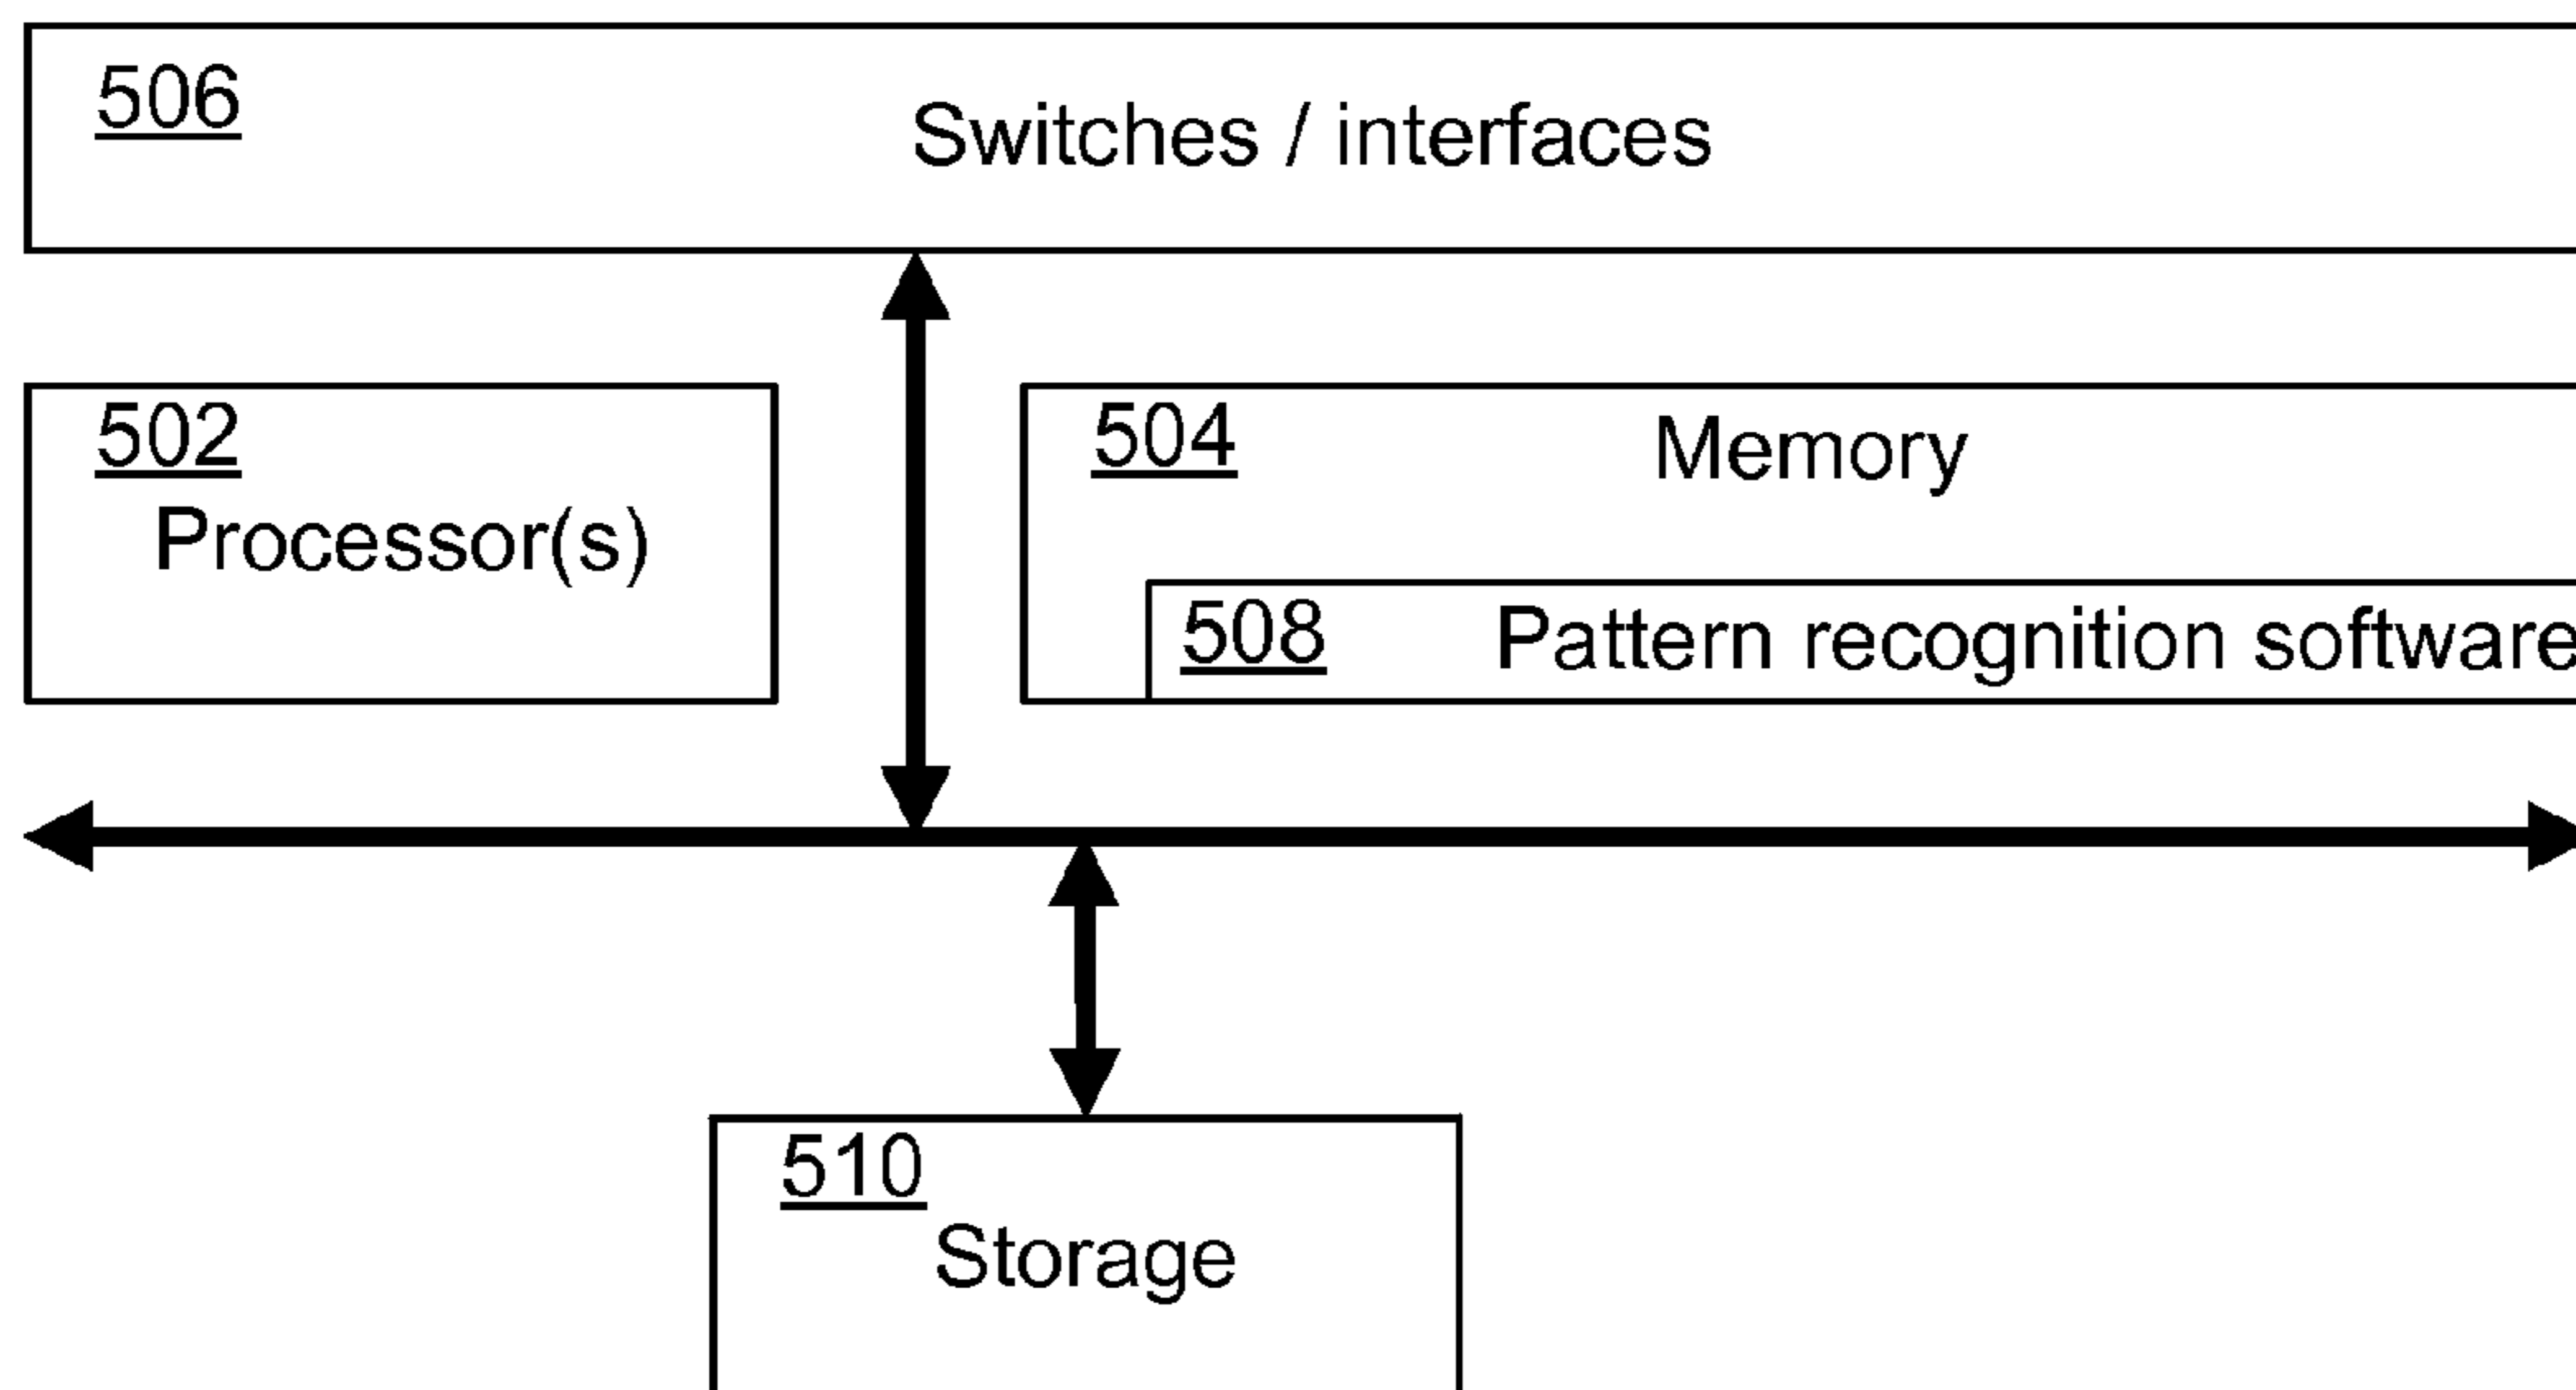 506
Switches / interfaces
502
Processor(s)
504
Memory
508
Pattern recognition software
510
Storage